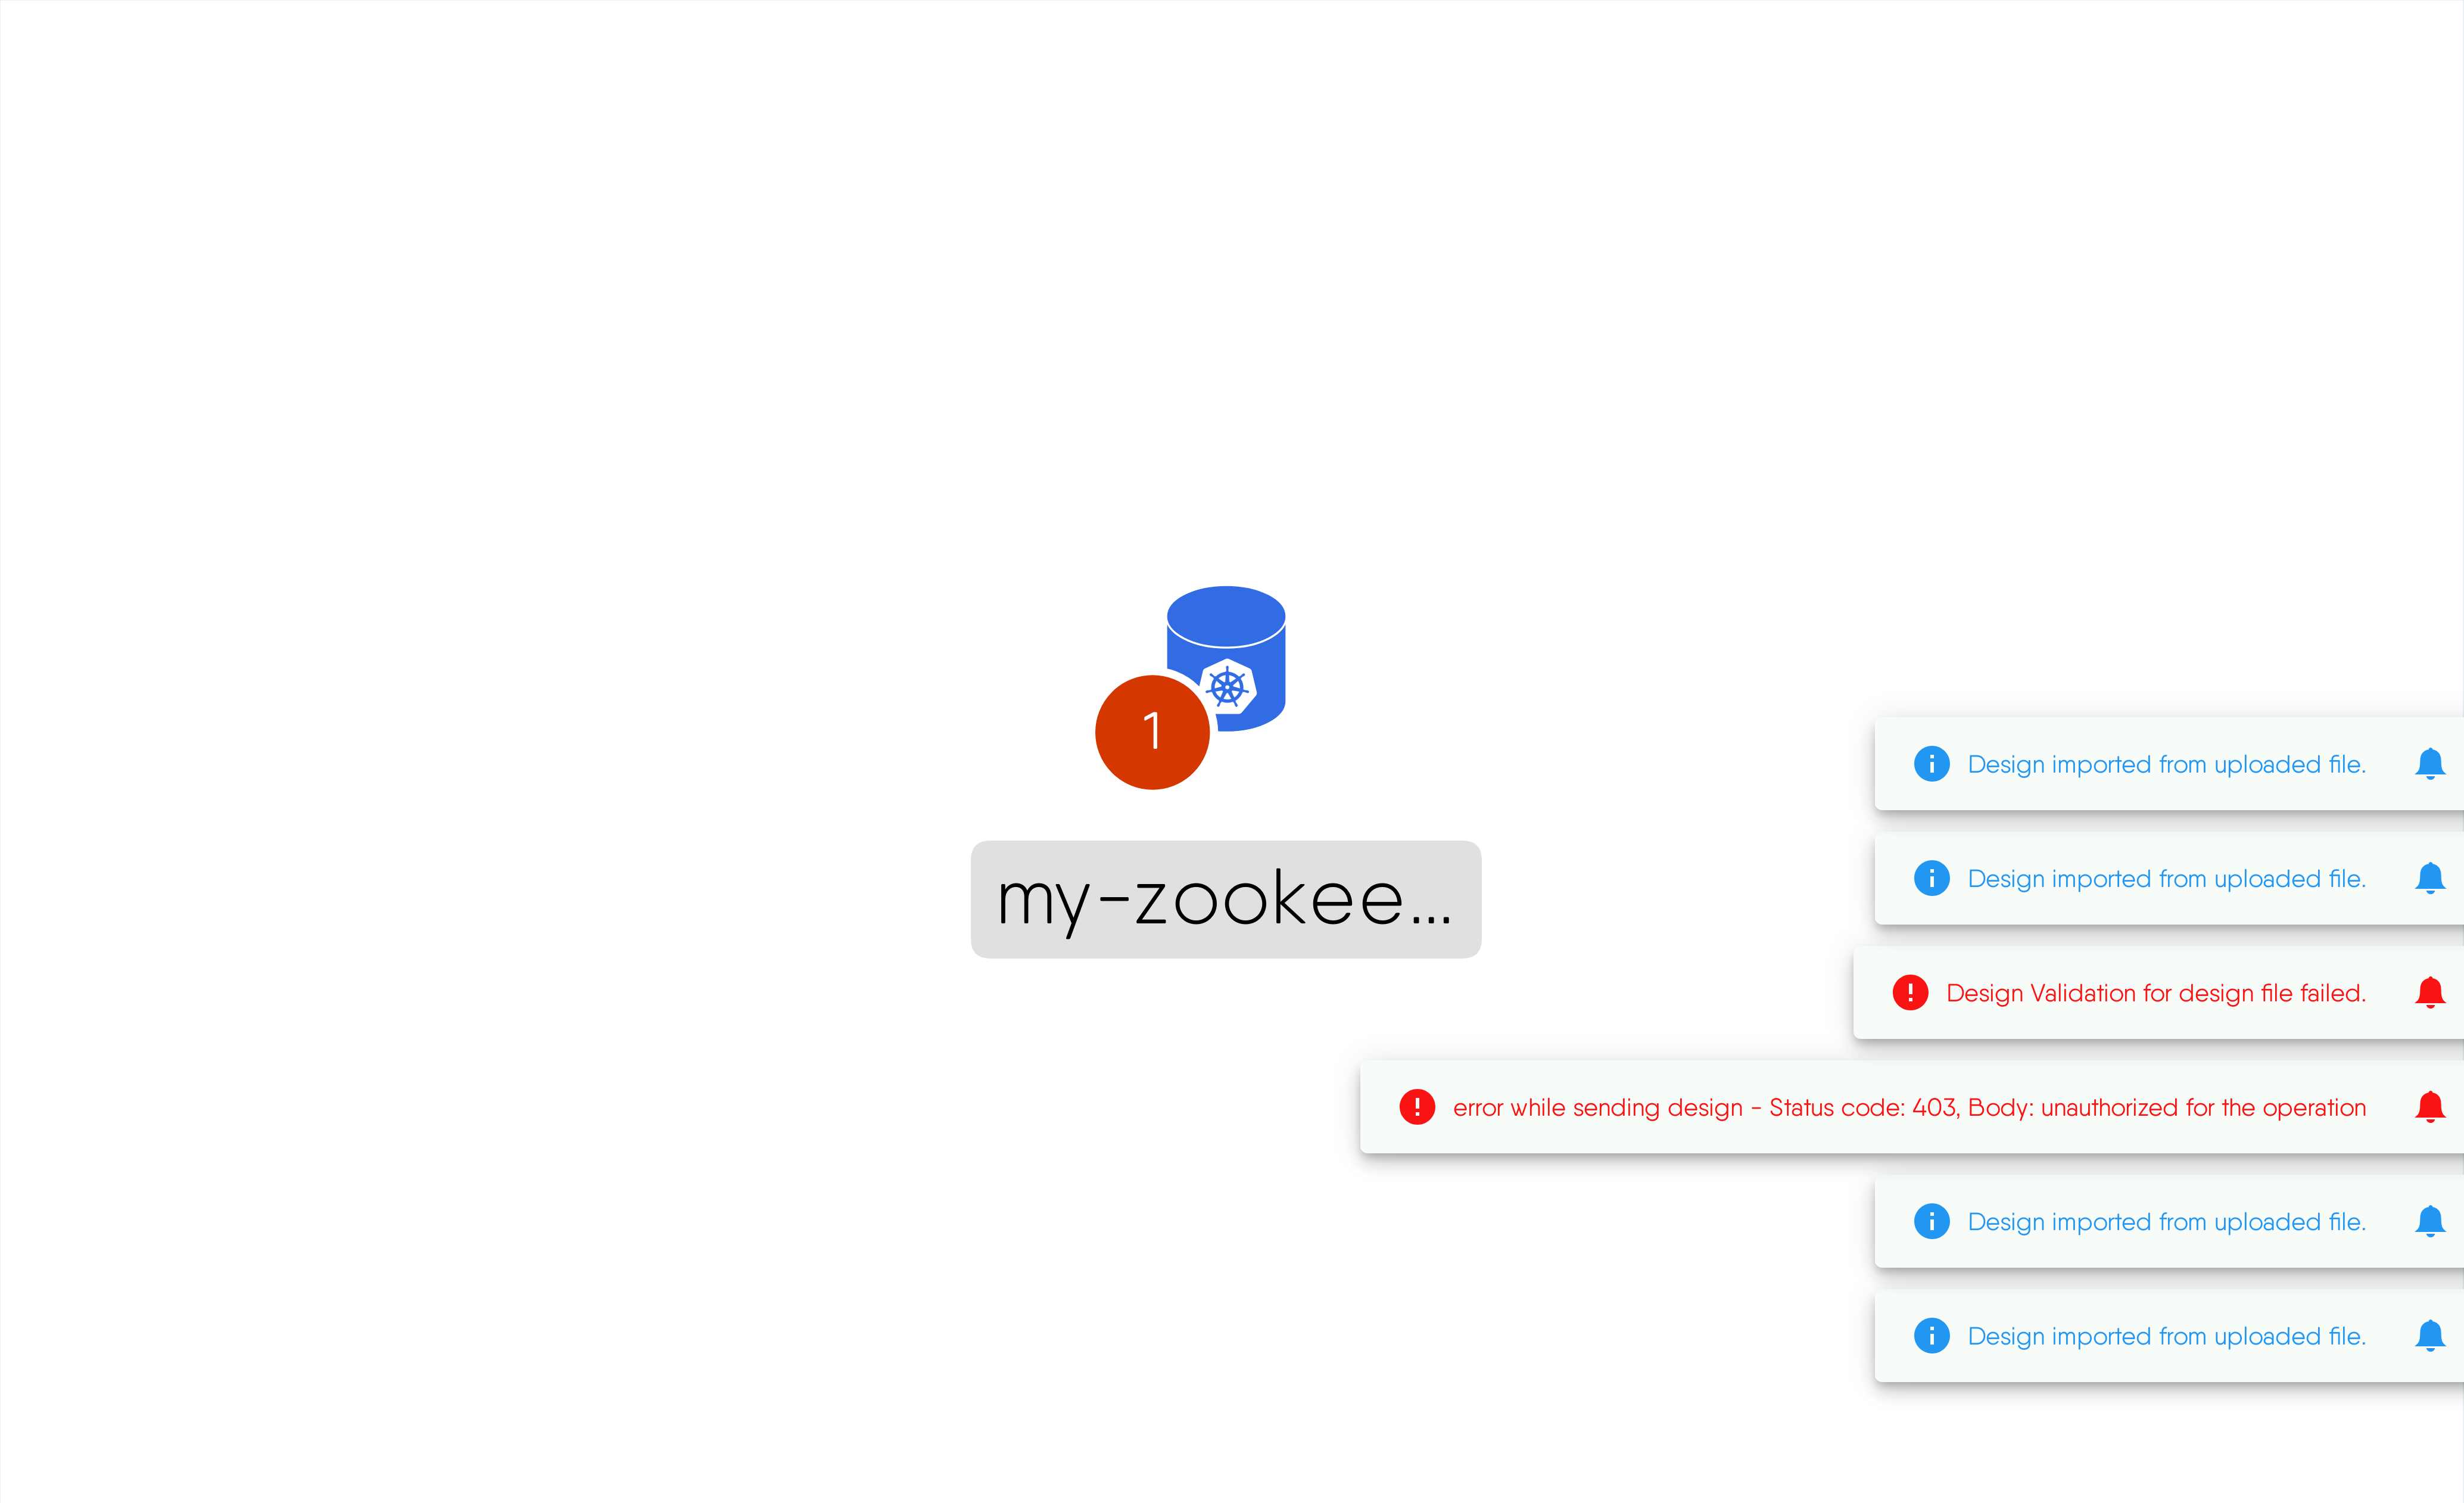 1
my-zookee...
Design imported from uploaded file.
Design imported from uploaded file.
Design Validation for design file failed.
error while sending design - Status code: 403, Body: unauthorized for the operation
Design imported from uploaded file.
Design imported from uploaded file.